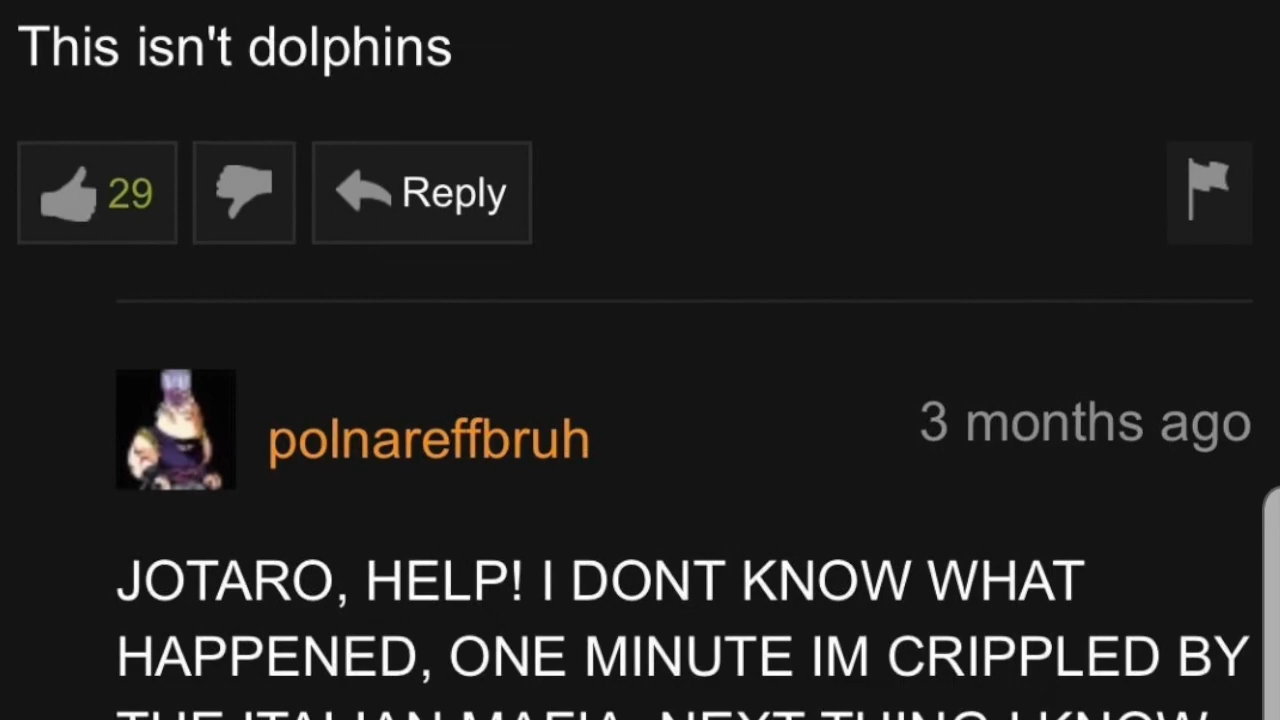 This isn't dolphins
29
Reply
polnareffbruh
3 months ago
JOTARO, HELP! I DONT KNOW WHAT
HAPPENED, ONE MINUTE IM CRIPPLED BY
THE ITALIAN MAFIA, NEXT THING I KNOW